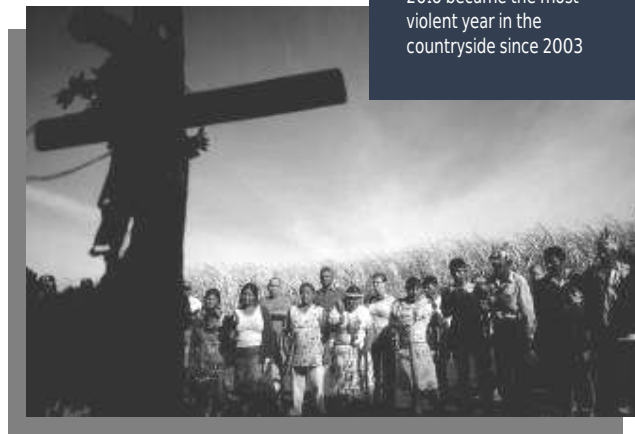 became the most
violent year in the
countryside since 2003